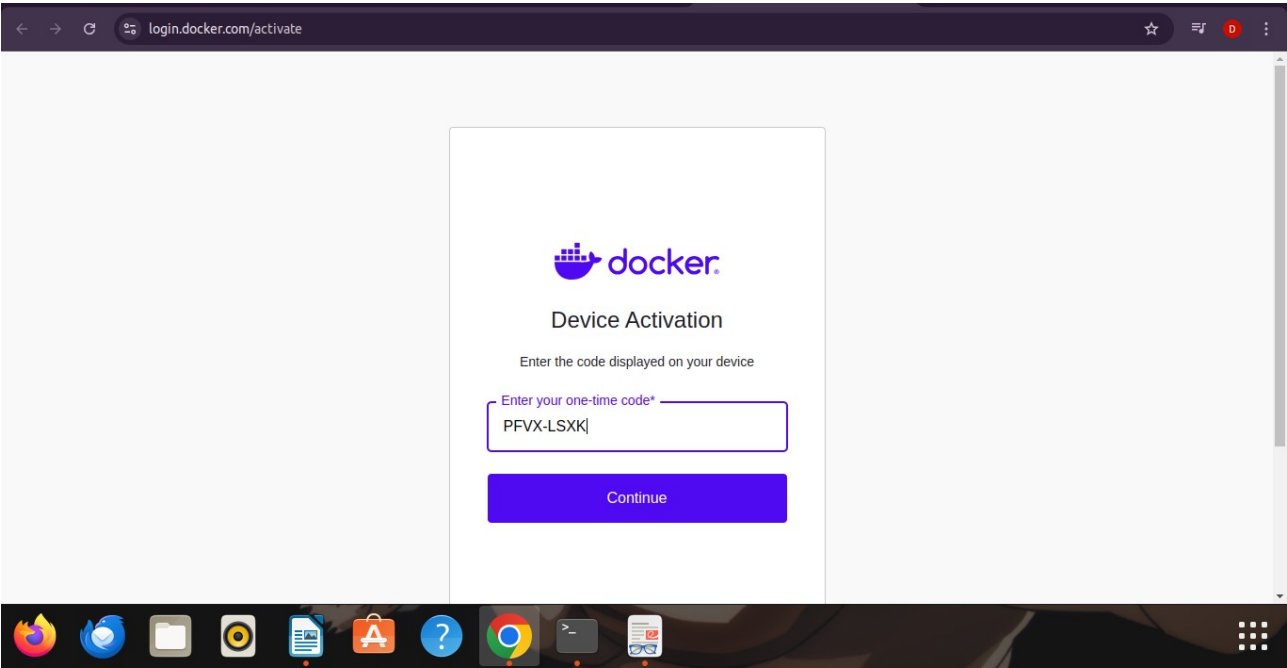 login.docker.com/activate
D
docker.
Device Activation
Enter the code displayed on your device
Enter your one-time code*
PFVX-LSXK
Continue